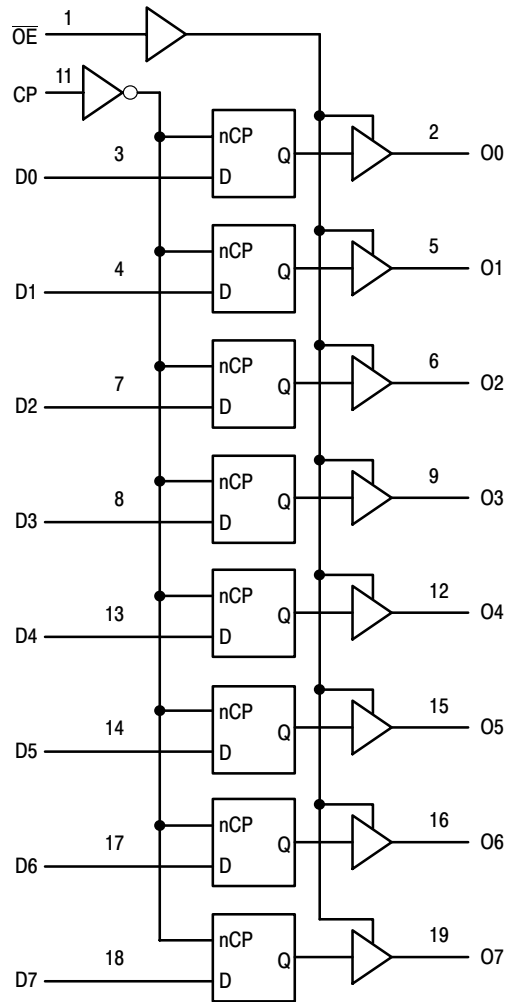 O̅E̅ 1
CP 11
nCP 2 O0
3 Q
D0 D
nCP 5 O1
4 Q
D1 D
nCP 6 O2
7 Q
D2 D
nCP 9 O3
8 Q
D3 D
nCP 12 O4
13 Q
D4 D
nCP 15 O5
14 Q
D5 D
nCP 16 O6
17 Q
D6 D
nCP 19 O7
18 Q
D7 D